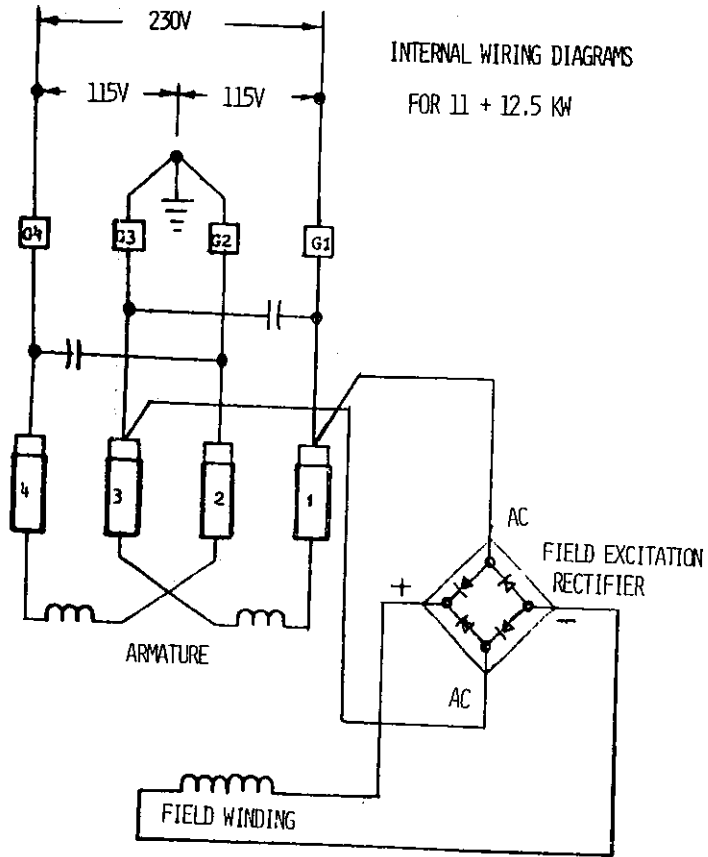 230V
INTERNAL WIRING DIAGRAMS
FOR 11 + 12.5 KW
115V
115V
G4
G3
G2
G1
4
3
2
1
AC
FIELD EXCITATION
RECTIFIER
+
−
ARMATURE
AC
FIELD WINDING